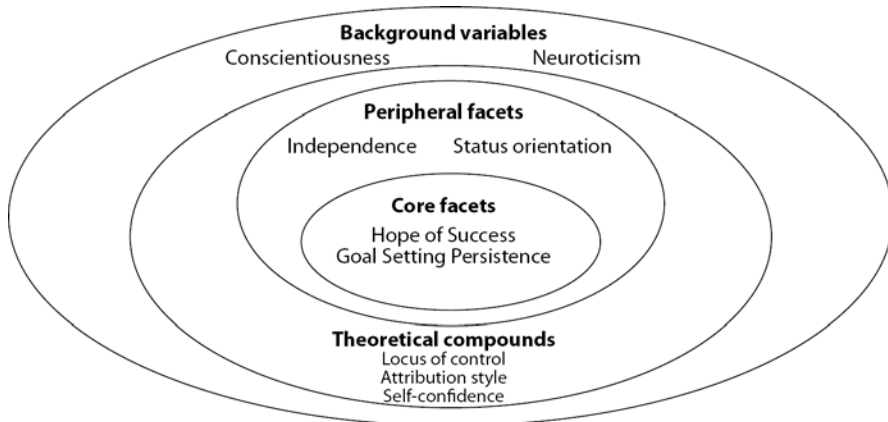 Background variables
Conscientiousness Neuroticism
Peripheral facets
Independence Status orientation
Core facets
Hope of Success
Goal Setting Persistence
Theoretical compounds
Locus of control
Attribution style
Self-confidence